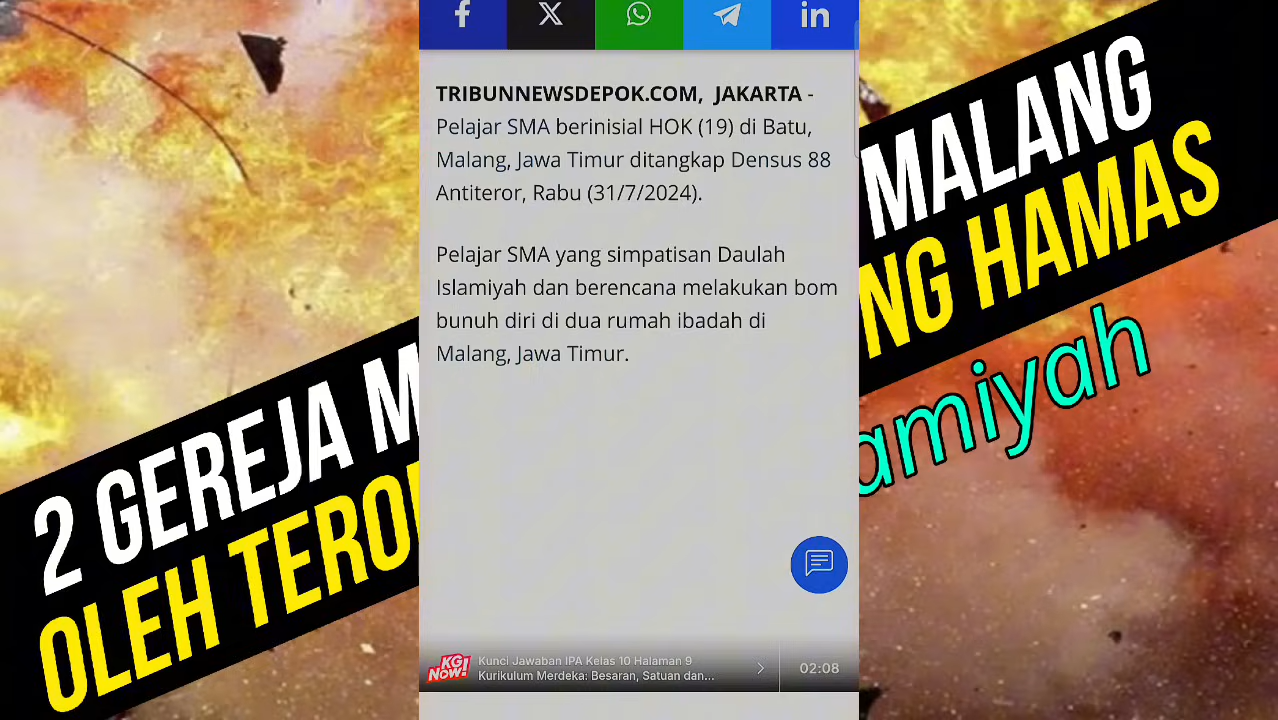 TRIBUNNEWSDEPOK.COM, JAKARTA -
Pelajar SMA berinisial HOK (19) di Batu,
Malang, Jawa Timur ditangkap Densus 88
Antiteror, Rabu (31/7/2024).
Pelajar SMA yang simpatisan Daulah
Islamiyah dan berencana melakukan bom
bunuh diri di dua rumah ibadah di
Malang, Jawa Timur.
KG NOW!
Kunci Jawaban IPA Kelas 10 Halaman 9
Kurikulum Merdeka: Besaran, Satuan dan...
02:08
2 GEREJA M
OLEH TERO
MALANG
NG HAMAS
amiyah